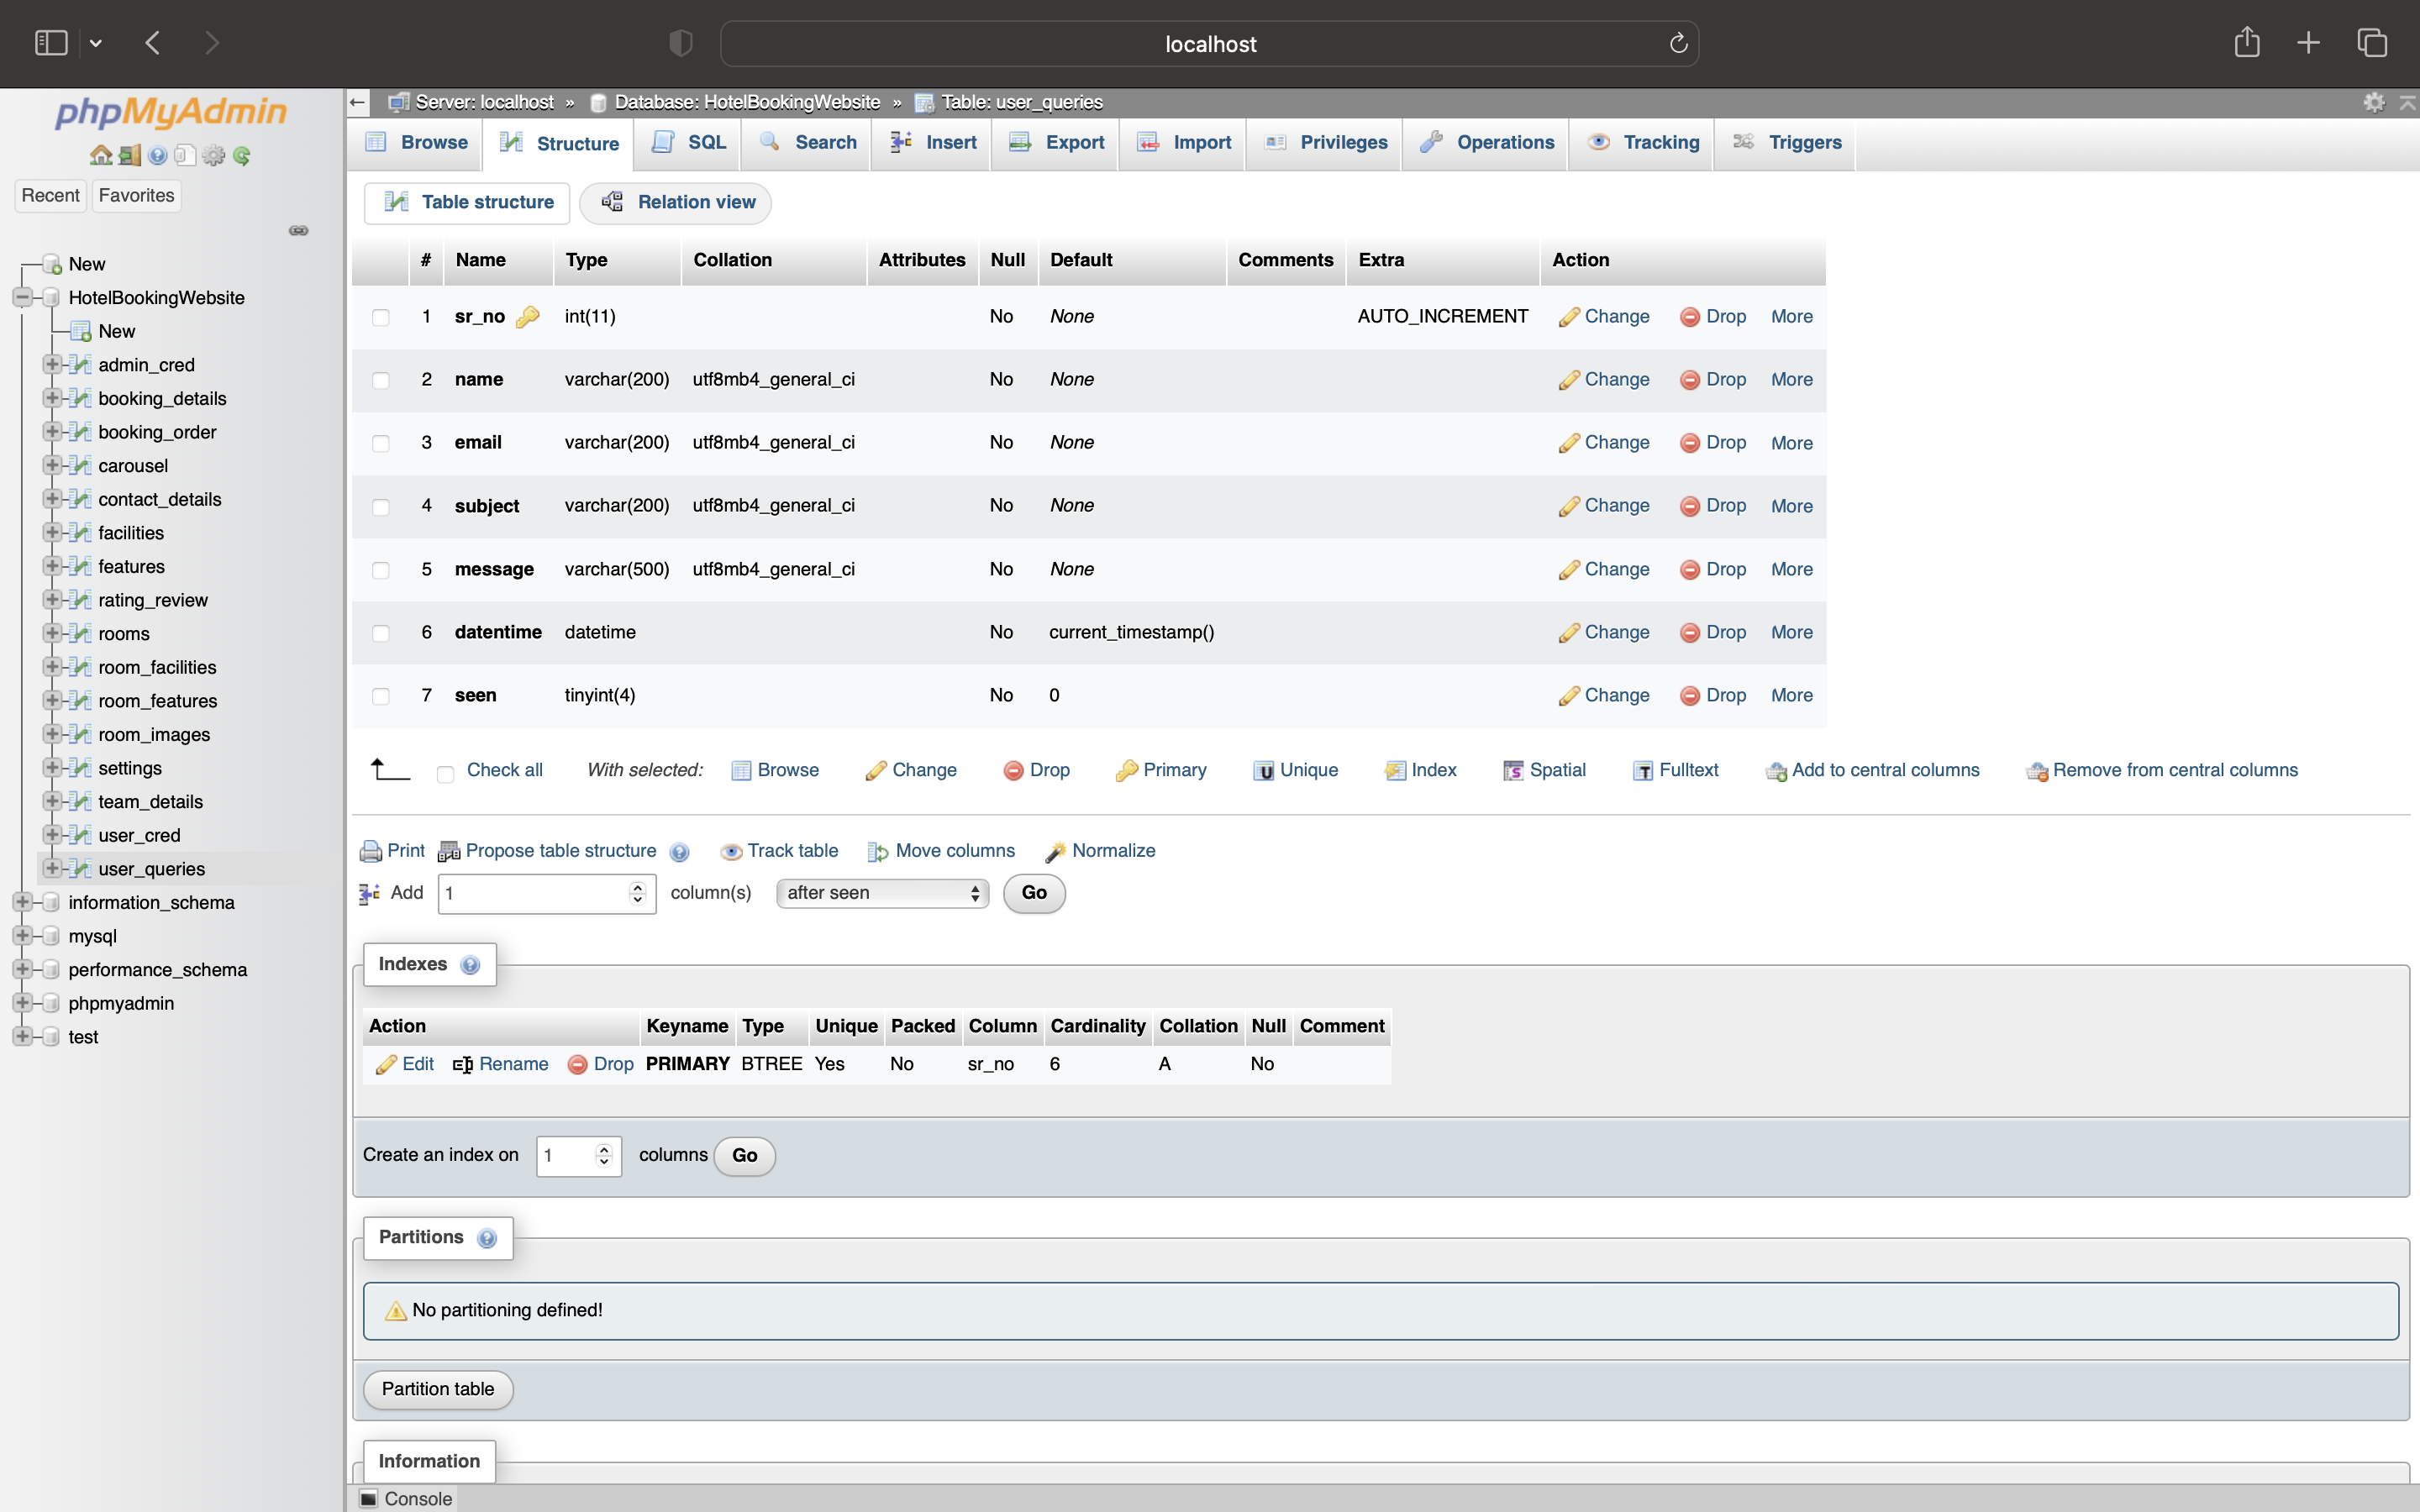 localhost
phpMyAdmin
Recent Favorites
New
HotelBookingWebsite
New
admin_cred
booking_details
booking_order
carousel
contact_details
facilities
features
rating_review
rooms
room_facilities
room_features
room_images
settings
team_details
user_cred
user_queries
information_schema
mysql
performance_schema
phpmyadmin
test
Server: localhost » Database: HotelBookingWebsite » Table: user_queries
Browse Structure SQL Search Insert Export Import Privileges Operations Tracking Triggers
Table structure Relation view
# Name Type Collation Attributes Null Default Comments Extra Action
1 sr_no int(11) No None AUTO_INCREMENT Change Drop More
2 name varchar(200) utf8mb4_general_ci No None Change Drop More
3 email varchar(200) utf8mb4_general_ci No None Change Drop More
4 subject varchar(200) utf8mb4_general_ci No None Change Drop More
5 message varchar(500) utf8mb4_general_ci No None Change Drop More
6 datentime datetime No current_timestamp() Change Drop More
7 seen tinyint(4) No 0 Change Drop More
Check all With selected: Browse Change Drop Primary Unique Index Spatial Fulltext Add to central columns Remove from central columns
Print Propose table structure Track table Move columns Normalize
Add 1 column(s) after seen Go
Indexes
Action Keyname Type Unique Packed Column Cardinality Collation Null Comment
Edit Rename Drop PRIMARY BTREE Yes No sr_no 6 A No
Create an index on 1 columns Go
Partitions
No partitioning defined!
Partition table
Information
Console